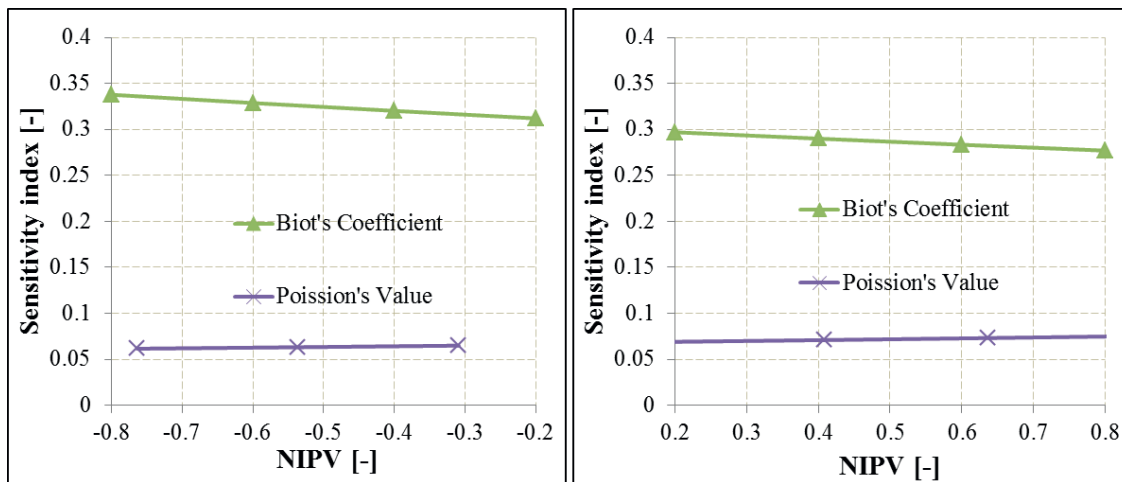 0.4
0.35
0.3
0.25
0.2
0.15
0.1
0.05
0
Sensitivity index [-]
Biot's Coefficient
Poission's Value
-0.8 -0.7 -0.6 -0.5 -0.4 -0.3 -0.2
NIPV [-]
0.4
0.35
0.3
0.25
0.2
0.15
0.1
0.05
0
Sensitivity index [-]
Biot's Coefficient
Poission's Value
0.2 0.3 0.4 0.5 0.6 0.7 0.8
NIPV [-]